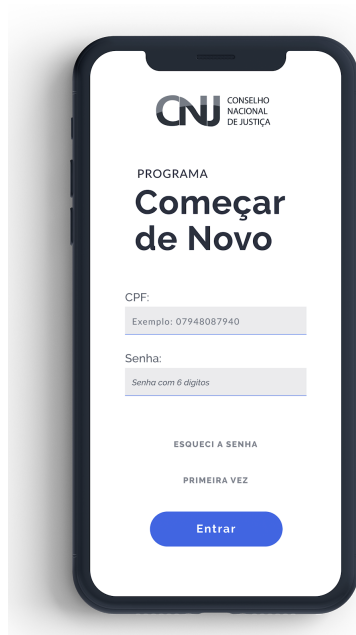 CNJ CONSELHO
NACIONAL
DE JUSTIÇA
PROGRAMA
Começar
de Novo
CPF:
Exemplo: 07948087940
Senha:
Senha com 6 digitos
ESQUECI A SENHA
PRIMEIRA VEZ
Entrar